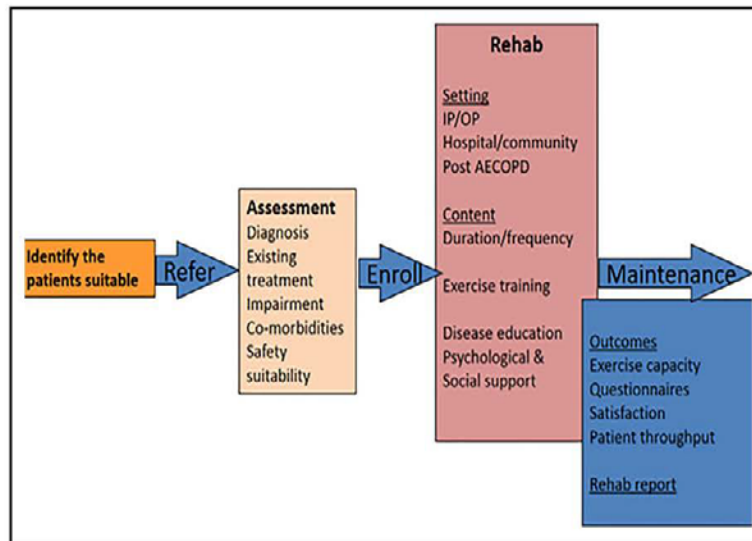 Identify the
patients suitable
Refer
Assessment
Diagnosis
Existing
treatment
Impairment
Co-morbidities
Safety
suitability
Enroll
Rehab
Setting
IP/OP
Hospital/community
Post AECOPD
Content
Duration/frequency
Exercise training
Disease education
Psychological &
Social support
Maintenance
Outcomes
Exercise capacity
Questionnaires
Satisfaction
Patient throughput
Rehab report